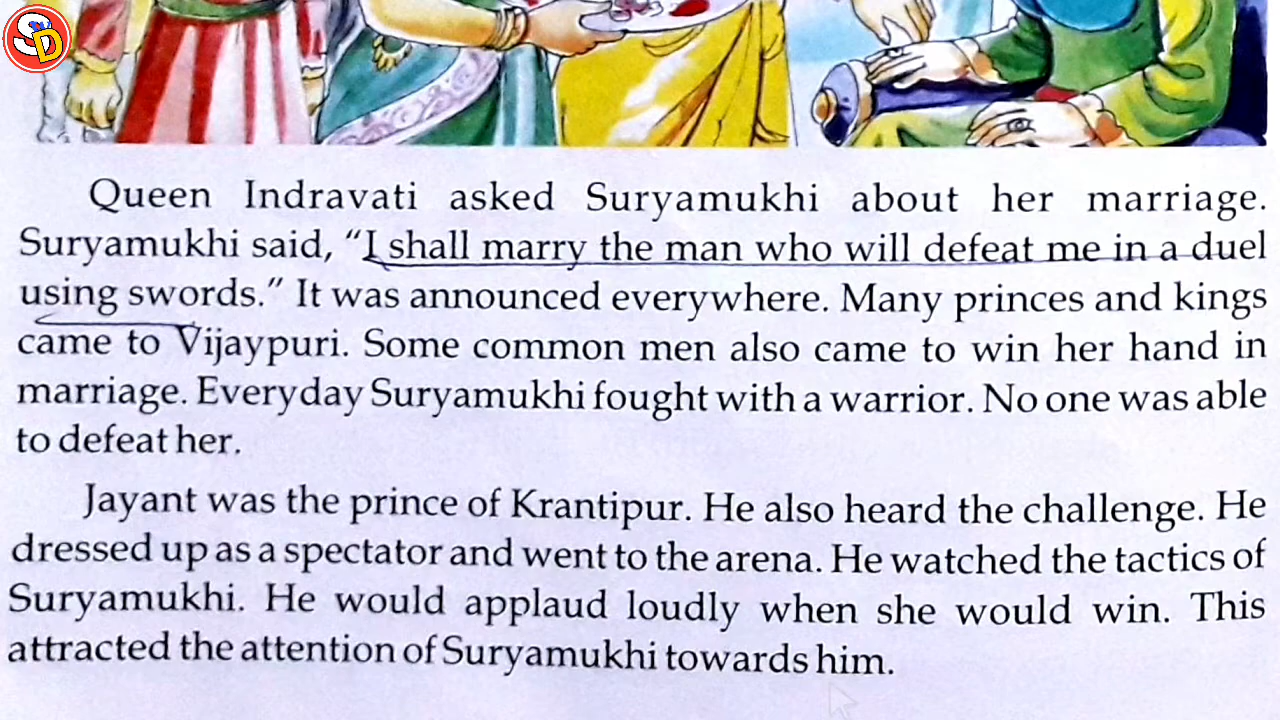 SD
Queen Indravati asked Suryamukhi about her marriage.
Suryamukhi said, “I shall marry the man who will defeat me in a duel
using swords.” It was announced everywhere. Many princes and kings
came to Vijaypuri. Some common men also came to win her hand in
marriage. Everyday Suryamukhi fought with a warrior. No one was able
to defeat her.
Jayant was the prince of Krantipur. He also heard the challenge. He
dressed up as a spectator and went to the arena. He watched the tactics of
Suryamukhi. He would applaud loudly when she would win. This
attracted the attention of Suryamukhi towards him.